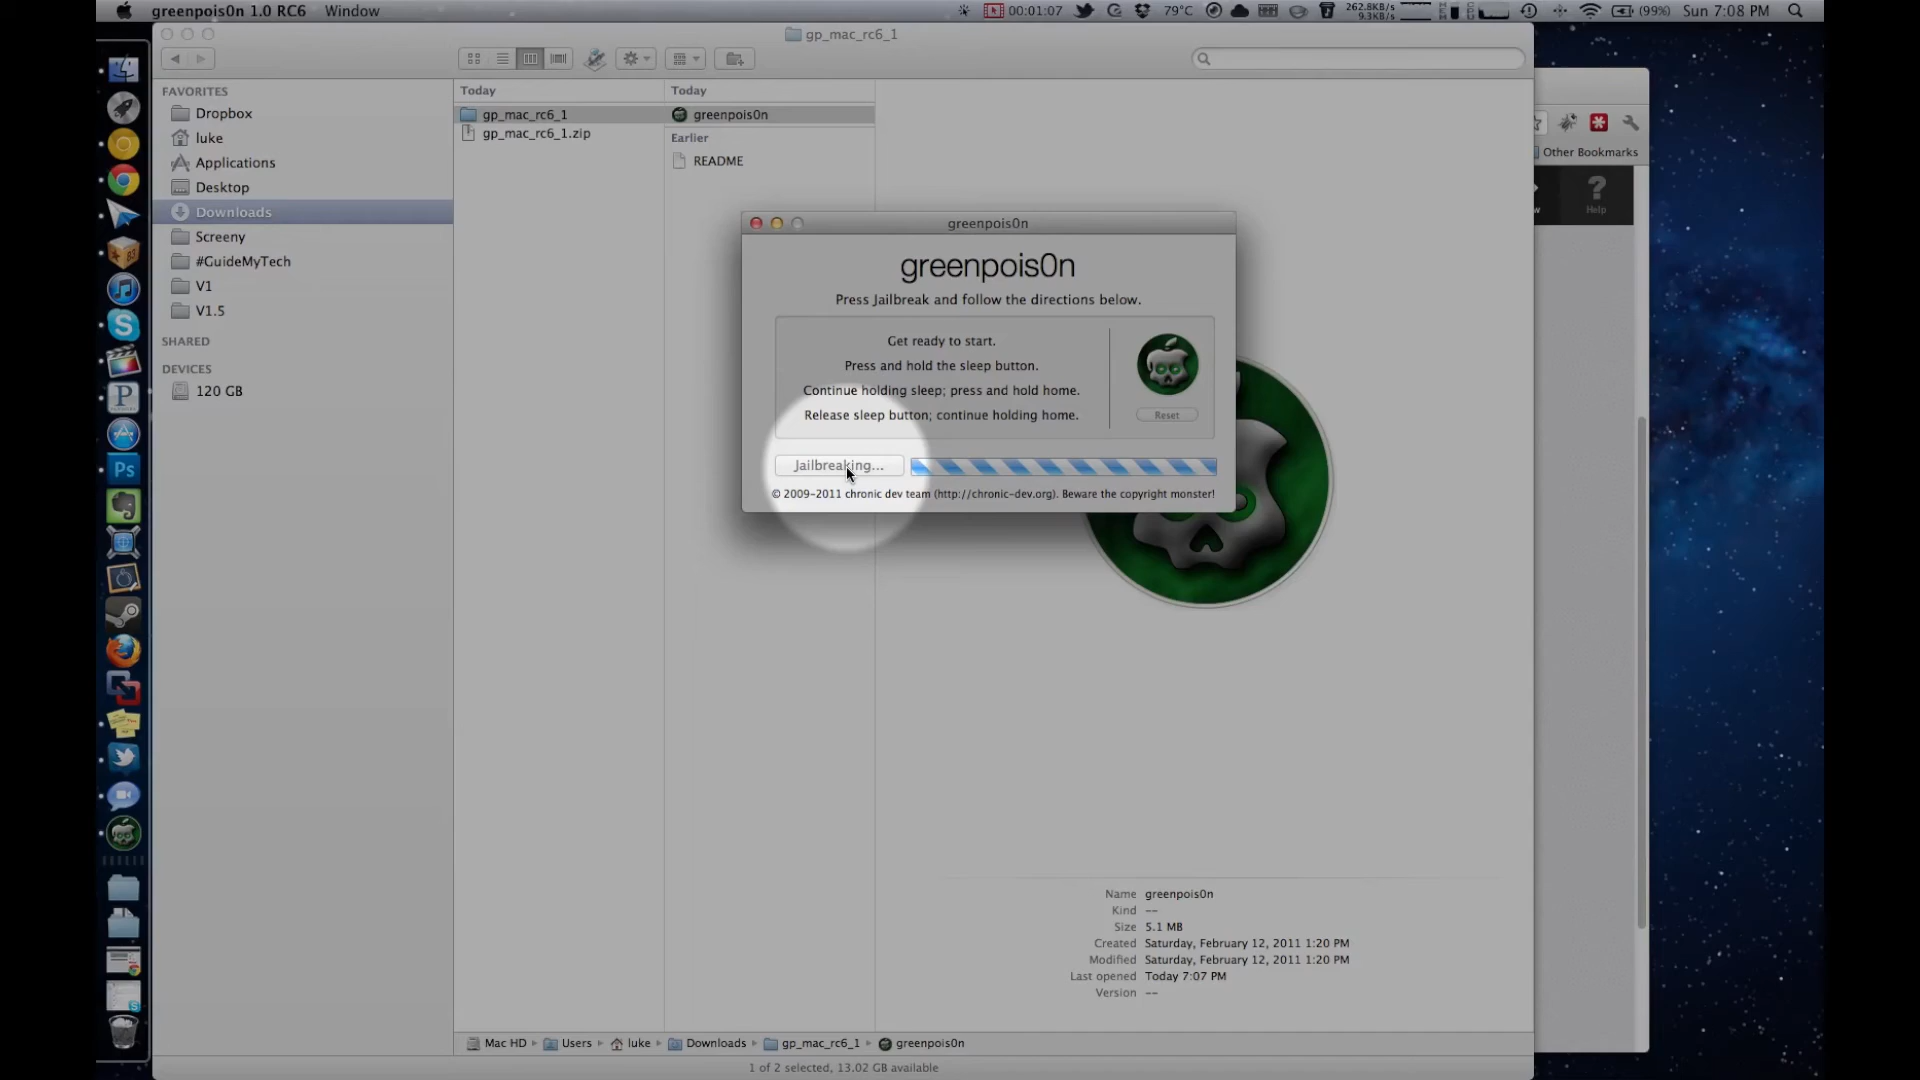 greenpois0n 1.0 RC6 Window
00:01:07 79°C 262.8KB/s 9.3KB/s (99%) Sun 7:08 PM
gp_mac_rc6_1
FAVORITES
Dropbox
luke
Applications
Desktop
Downloads
Screeny
#GuideMyTech
V1
V1.5
SHARED
DEVICES
120 GB
Today
gp_mac_rc6_1
gp_mac_rc6_1.zip
Today
greenpois0n
Earlier
README
Other Bookmarks
Help
greenpois0n
greenpois0n
Press Jailbreak and follow the directions below.
Get ready to start.
Press and hold the sleep button.
Continue holding sleep; press and hold home.
Release sleep button; continue holding home.
Reset
Jailbreaking...
© 2009-2011 chronic dev team (http://chronic-dev.org). Beware the copyright monster!
Name greenpois0n
Kind --
Size 5.1 MB
Created Saturday, February 12, 2011 1:20 PM
Modified Saturday, February 12, 2011 1:20 PM
Last opened Today 7:07 PM
Version --
Mac HD Users luke Downloads gp_mac_rc6_1 greenpois0n
1 of 2 selected, 13.02 GB available
Ps